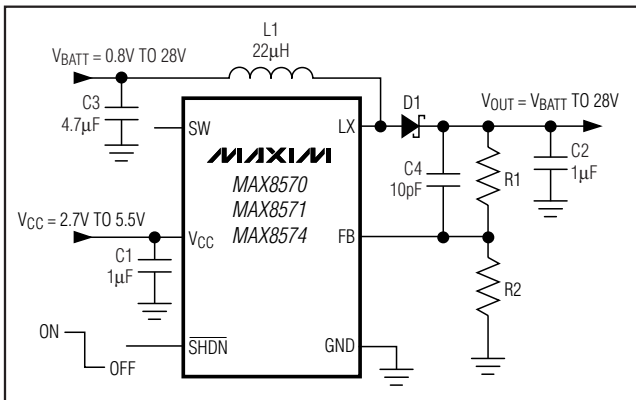 L1
22µH
VBATT = 0.8V TO 28V
C3
4.7µF
SW
LX
D1
VOUT = VBATT TO 28V
MAXIM
MAX8570
MAX8571
MAX8574
C4
10pF
R1
C2
1µF
VCC = 2.7V TO 5.5V
VCC
FB
C1
1µF
R2
ON
OFF
SHDN
GND